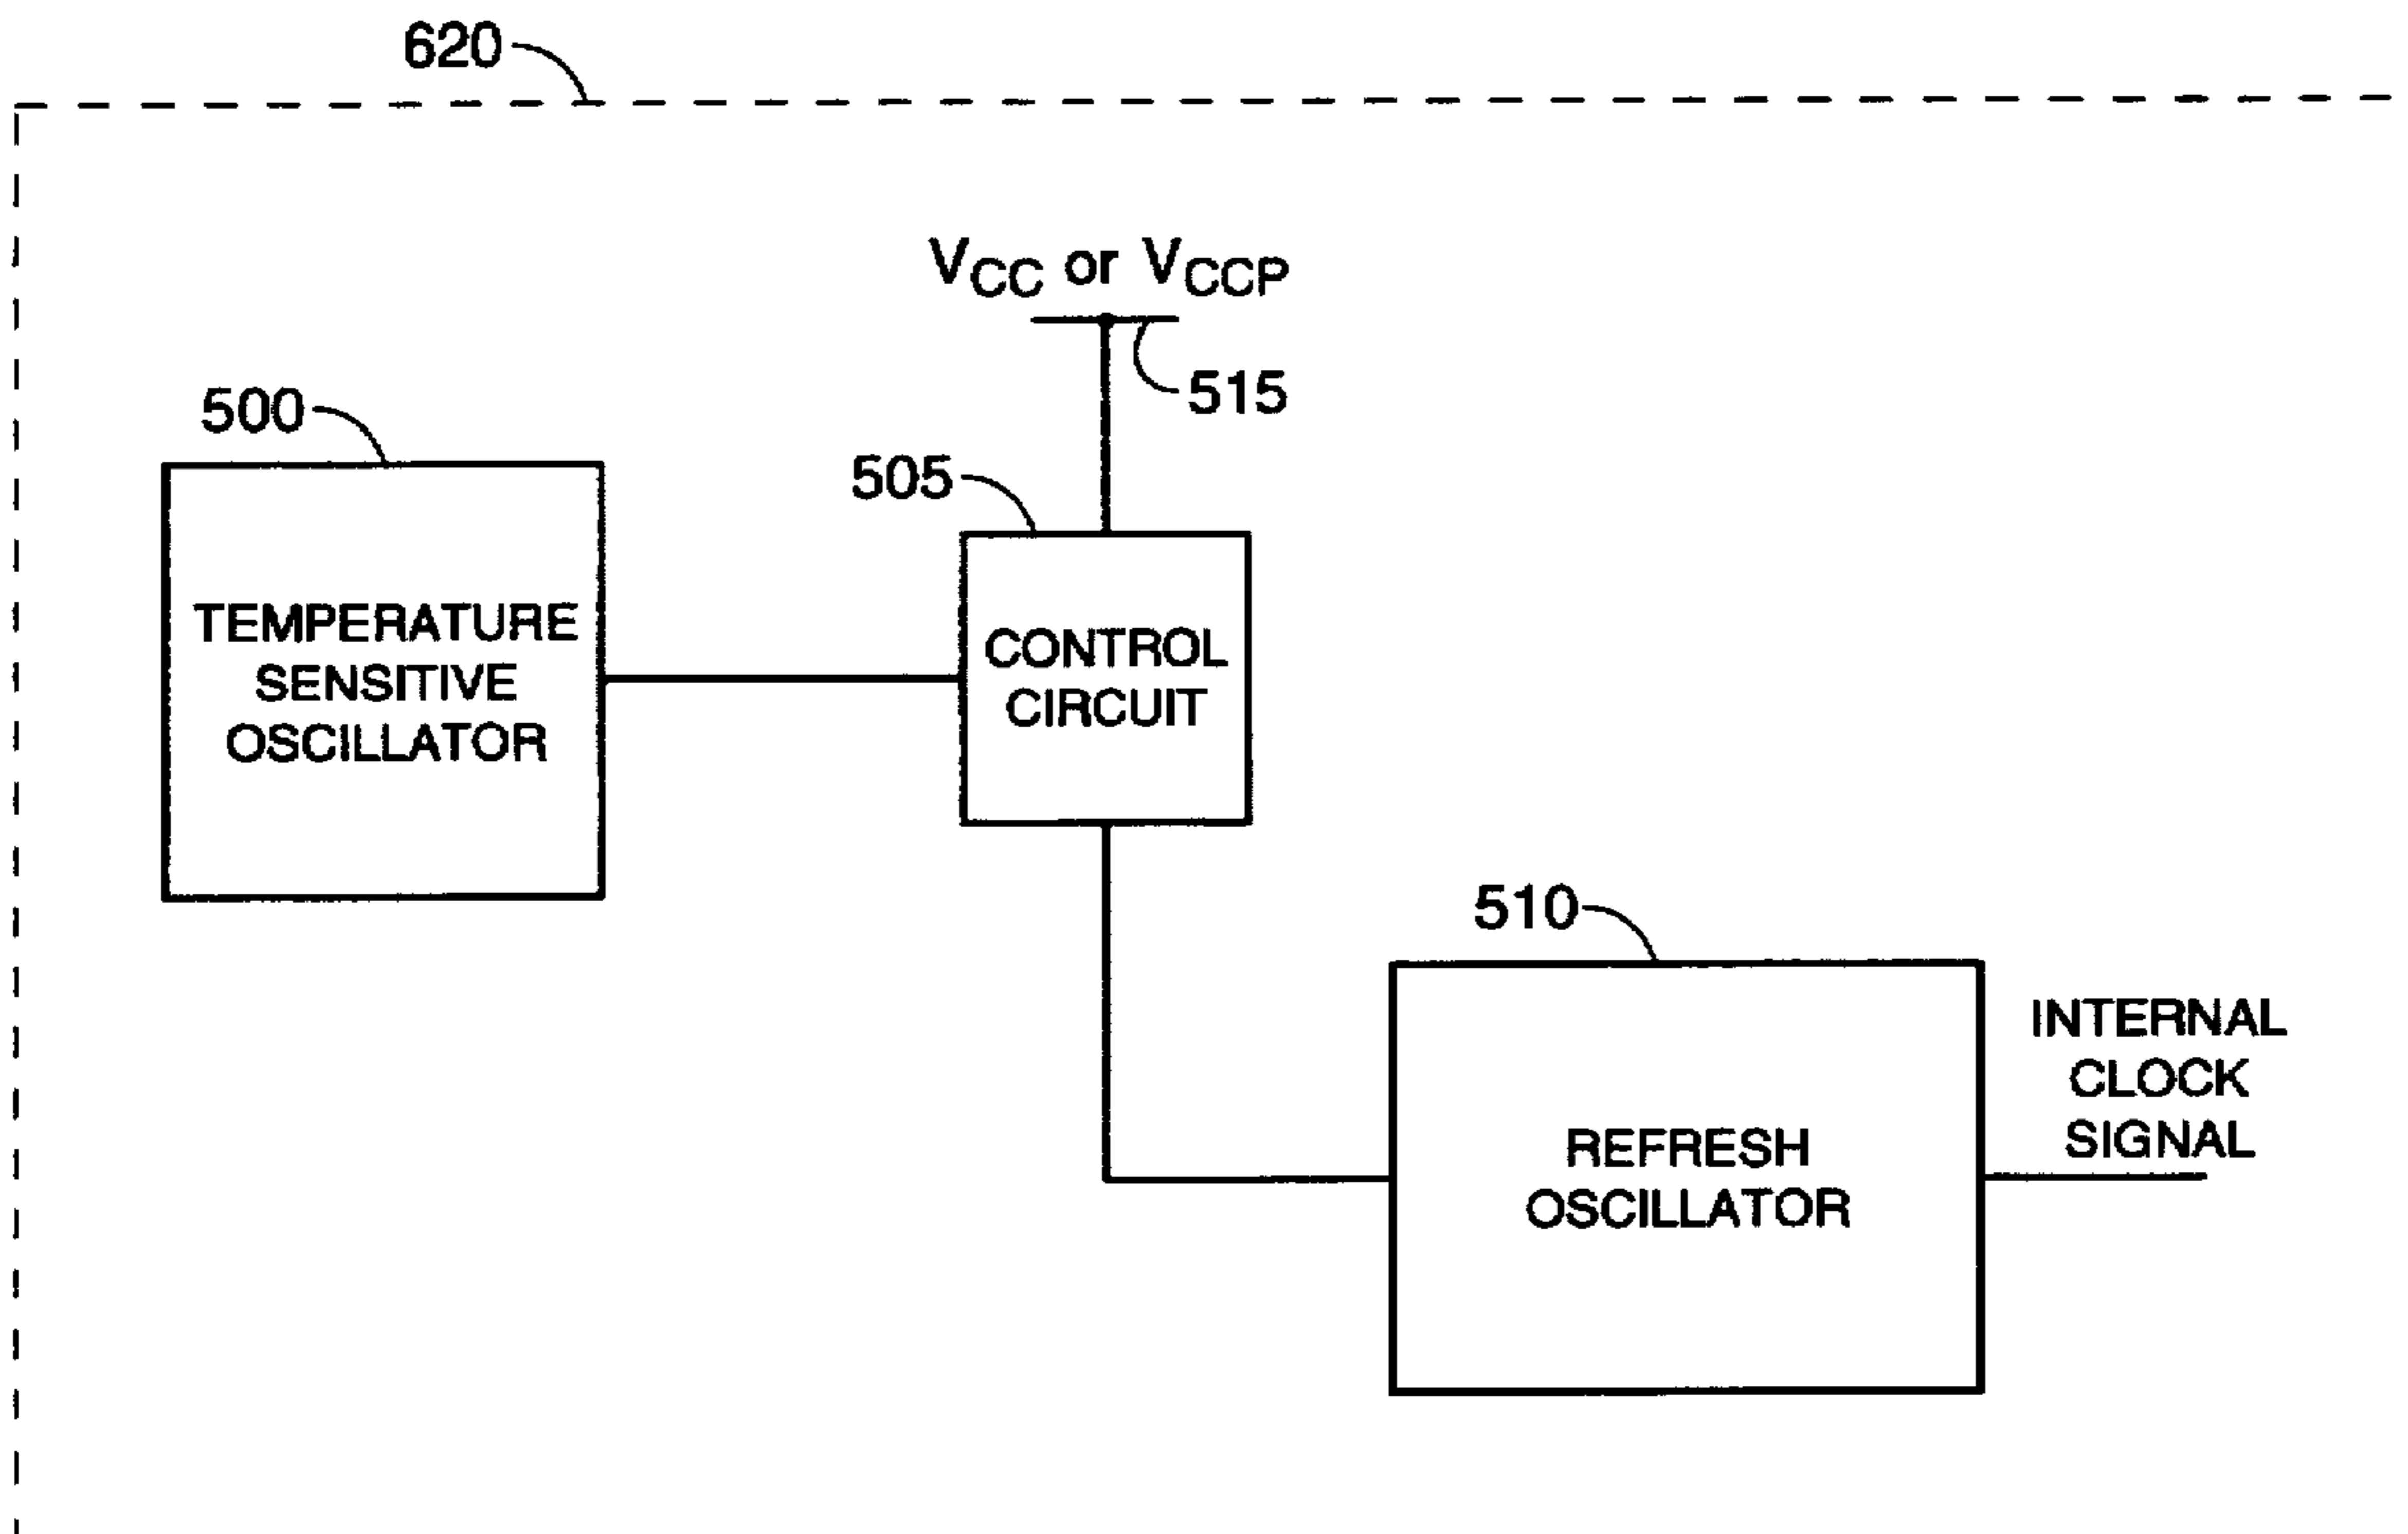 620
VCC or VCCP
515
500
505
TEMPERATURE
SENSITIVE
OSCILLATOR
CONTROL
CIRCUIT
510
INTERNAL
CLOCK
SIGNAL
REFRESH
OSCILLATOR